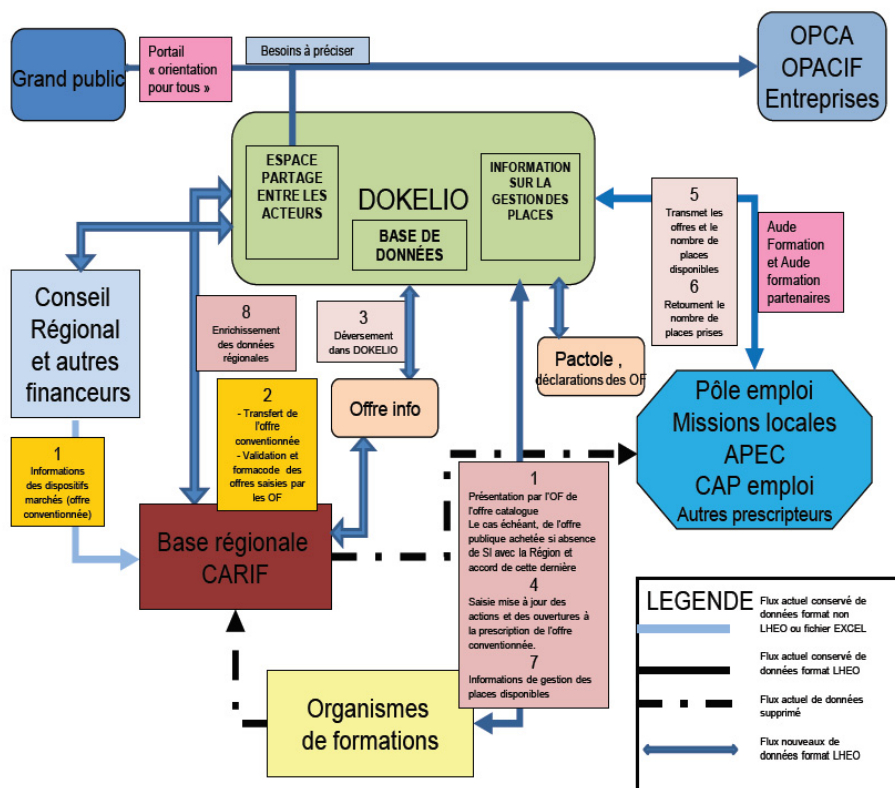 Grand public
Portail
« orientation
pour tous »
Besoins à préciser
OPCA
OPACIF
Entreprises
ESPACE
PARTAGE
ENTRE LES
ACTEURS
DOKELIO
BASE DE
DONNÉES
INFORMATION
SUR LA
GESTION DES
PLACES
5
Transmet les
offres et le
nombre de
places
disponibles
6
Retournent le
nombre de
places prises
Aude
Formation
et Aude
formation
partenaires
Conseil
Régional
et autres
financeurs
8
Enrichissement
des données
régionales
3
Déversement
dans DOKELIO
Pactole ,
déclarations des OF
Offre info
2
- Transfert de
l'offre
conventionnée
- Validation et
formacode des
offres saisies par
les OF
1
Informations
des dispositifs
marchés (offre
conventionnée)
Pôle emploi
Missions locales
APEC
CAP emploi
Autres prescripteurs
Base régionale
CARIF
1
Présentation par l'OF de
l'offre catalogue
Le cas échéant, de l'offre
publique achetée si absence
de SI avec la Région et
accord de cette dernière
4
Saisie mise à jour des
actions et des ouvertures à
la prescription de l'offre
conventionnée.
7
Informations de gestion des
places disponibles
Organismes
de formations
LEGENDE
Flux actuel conservé de
données format non
LHEO ou fichier EXCEL
Flux actuel conservé de
données format LHEO
Flux actuel de données
supprimé
Flux nouveaux de
données format LHEO